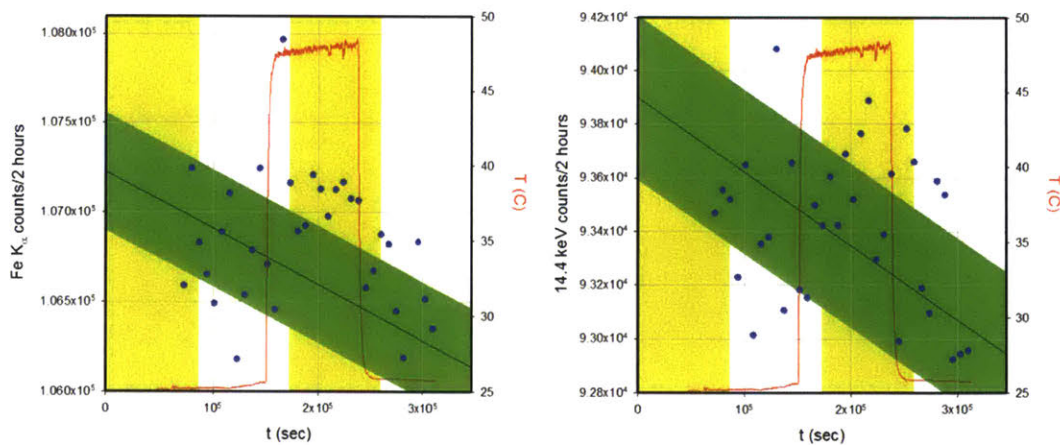 Fe Kα counts/2 hours
1.080x10⁵
1.075x10⁵
1.070x10⁵
1.065x10⁵
1.060x10⁵
50
45
40
35
30
25
T (C)
0 10⁵ 2x10⁵ 3x10⁵
t (sec)
14.4 keV counts/2 hours
9.42x10⁴
9.40x10⁴
9.38x10⁴
9.36x10⁴
9.34x10⁴
9.32x10⁴
9.30x10⁴
9.28x10⁴
50
45
40
35
30
25
T (C)
0 10⁵ 2x10⁵ 3x10⁵
t (sec)